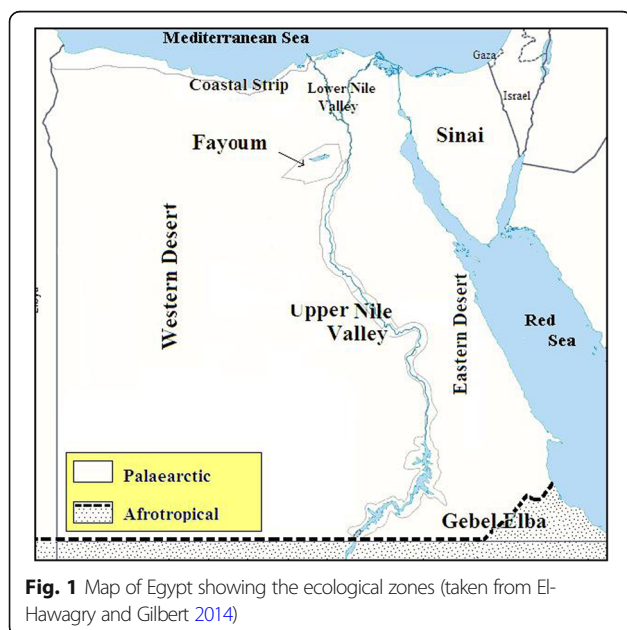 Mediterranean Sea
Coastal Strip
Lower Nile
Valley
Gaza
Israel
Fayoum
Sinai
Western Desert
Upper Nile
Valley
Eastern Desert
Red
Sea
Palaearctic
Afrotropical
Gebel Elba
Fig. 1 Map of Egypt showing the ecological zones (taken from El-
Hawagry and Gilbert 2014)